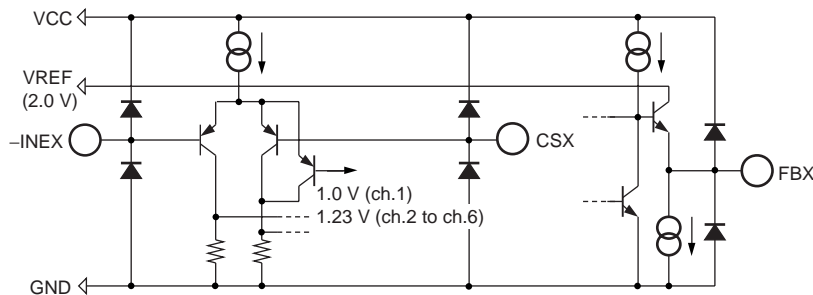 VCC
VREF
(2.0 V)
–INEX
CSX
FBX
1.0 V (ch.1)
1.23 V (ch.2 to ch.6)
GND